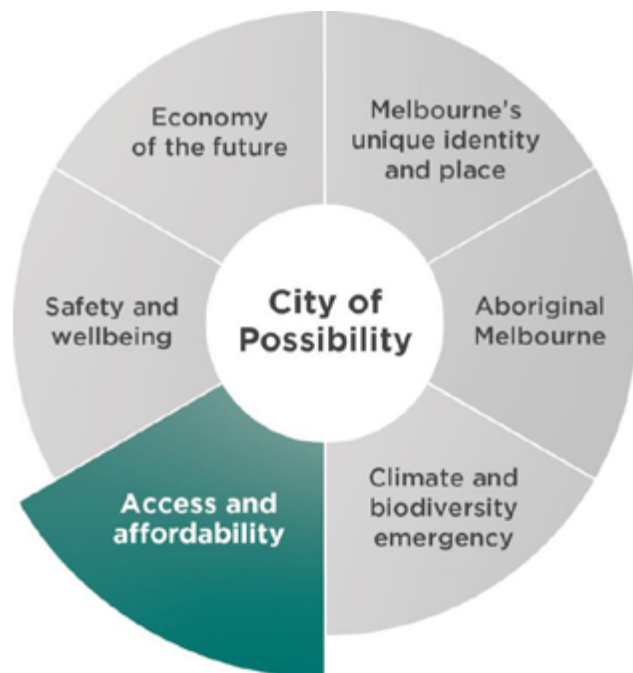 Economy
of the future
Melbourne's
unique identity
and place
Safety and
wellbeing
City of
Possibility
Aboriginal
Melbourne
Access and
affordability
Climate and
biodiversity
emergency